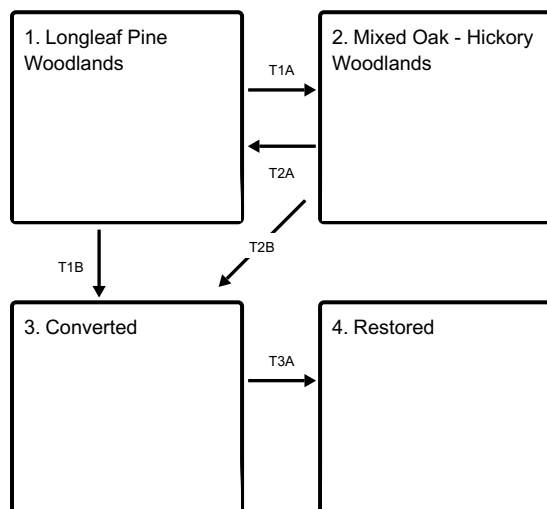 1. Longleaf Pine
Woodlands
2. Mixed Oak - Hickory
Woodlands
T1A
T2A
T1B
T2B
3. Converted
4. Restored
T3A